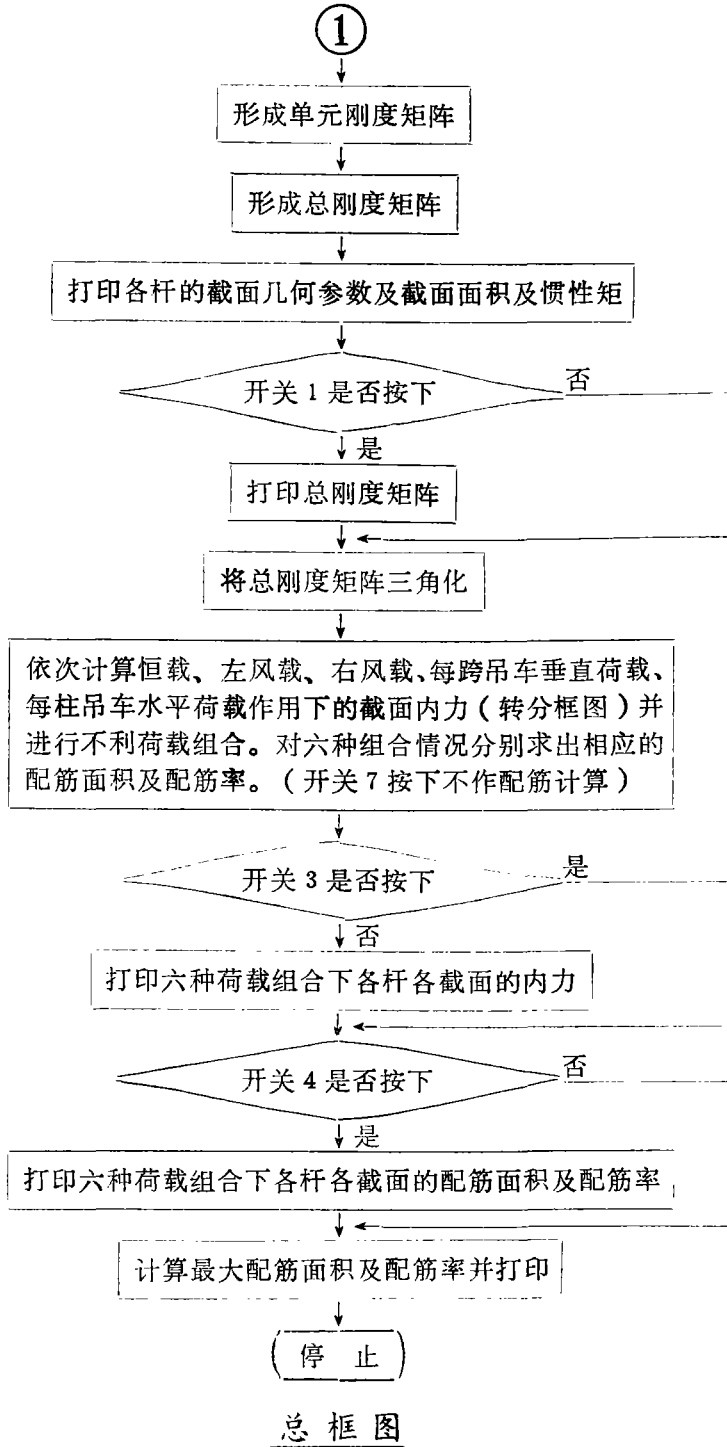 ①
形成单元刚度矩阵
形成总刚度矩阵
打印各杆的截面几何参数及截面面积及惯性矩
开关1是否按下
否
是
打印总刚度矩阵
将总刚度矩阵三角化
依次计算恒载、左风载、右风载、每跨吊车垂直荷载、
每柱吊车水平荷载作用下的截面内力(转分框图)并
进行不利荷载组合。对六种组合情况分别求出相应的
配筋面积及配筋率。(开关7按下不作配筋计算)
开关3是否按下
是
否
打印六种荷载组合下各杆各截面的内力
开关4是否按下
否
是
打印六种荷载组合下各杆各截面的配筋面积及配筋率
计算最大配筋面积及配筋率并打印
停 止
总框图